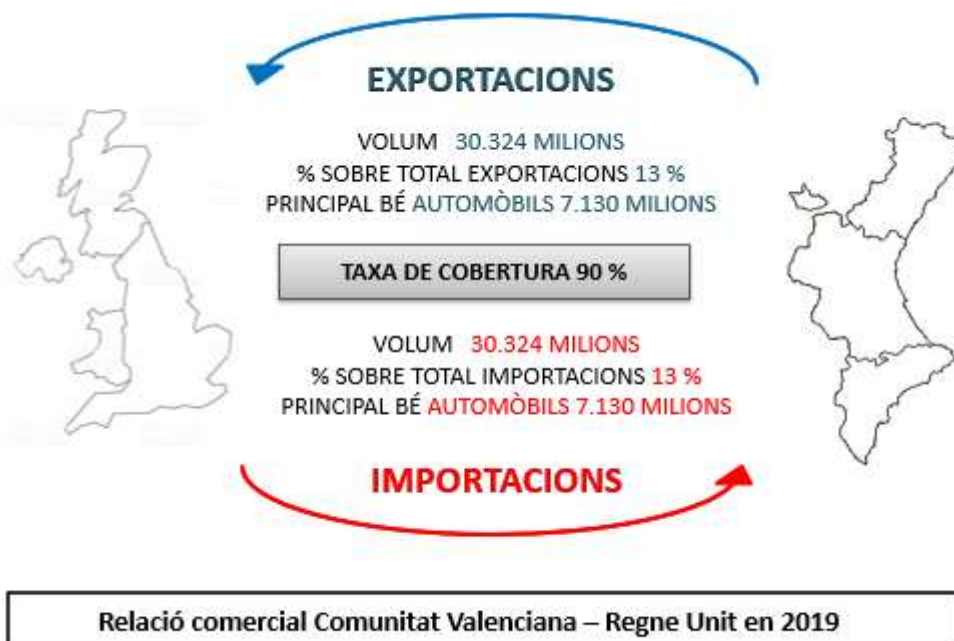 EXPORTACIONS
VOLUM 30.324 MILIONS
% SOBRE TOTAL EXPORTACIONS 13 %
PRINCIPAL BÉ AUTOMÒBILS 7.130 MILIONS
TAXA DE COBERTURA 90 %
VOLUM 30.324 MILIONS
% SOBRE TOTAL IMPORTACIONS 13 %
PRINCIPAL BÉ AUTOMÒBILS 7.130 MILIONS
IMPORTACIONS
Relació comercial Comunitat Valenciana – Regne Unit en 2019